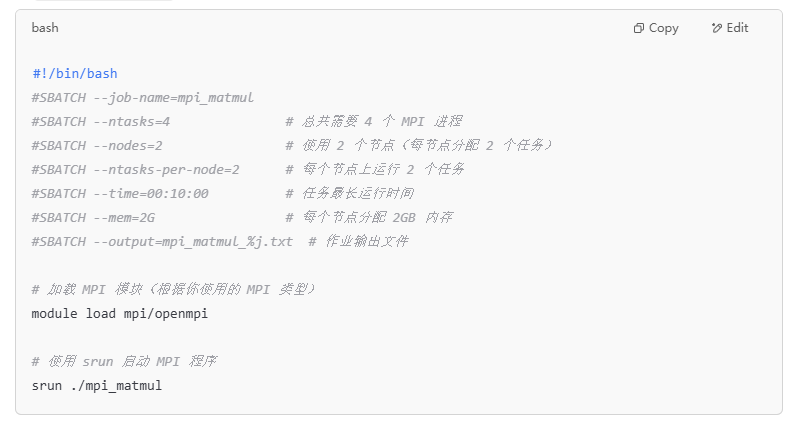 bash
Copy
Edit
#!/bin/bash
#SBATCH --job-name=mpi_matmul
#SBATCH --ntasks=4               # 总共需要 4 个 MPI 进程
#SBATCH --nodes=2                # 使用 2 个节点（每节点分配 2 个任务）
#SBATCH --ntasks-per-node=2      # 每个节点上运行 2 个任务
#SBATCH --time=00:10:00          # 任务最长运行时间
#SBATCH --mem=2G                 # 每个节点分配 2GB 内存
#SBATCH --output=mpi_matmul_%j.txt  # 作业输出文件
# 加载 MPI 模块（根据你使用的 MPI 类型）
module load mpi/openmpi
# 使用 srun 启动 MPI 程序
srun ./mpi_matmul